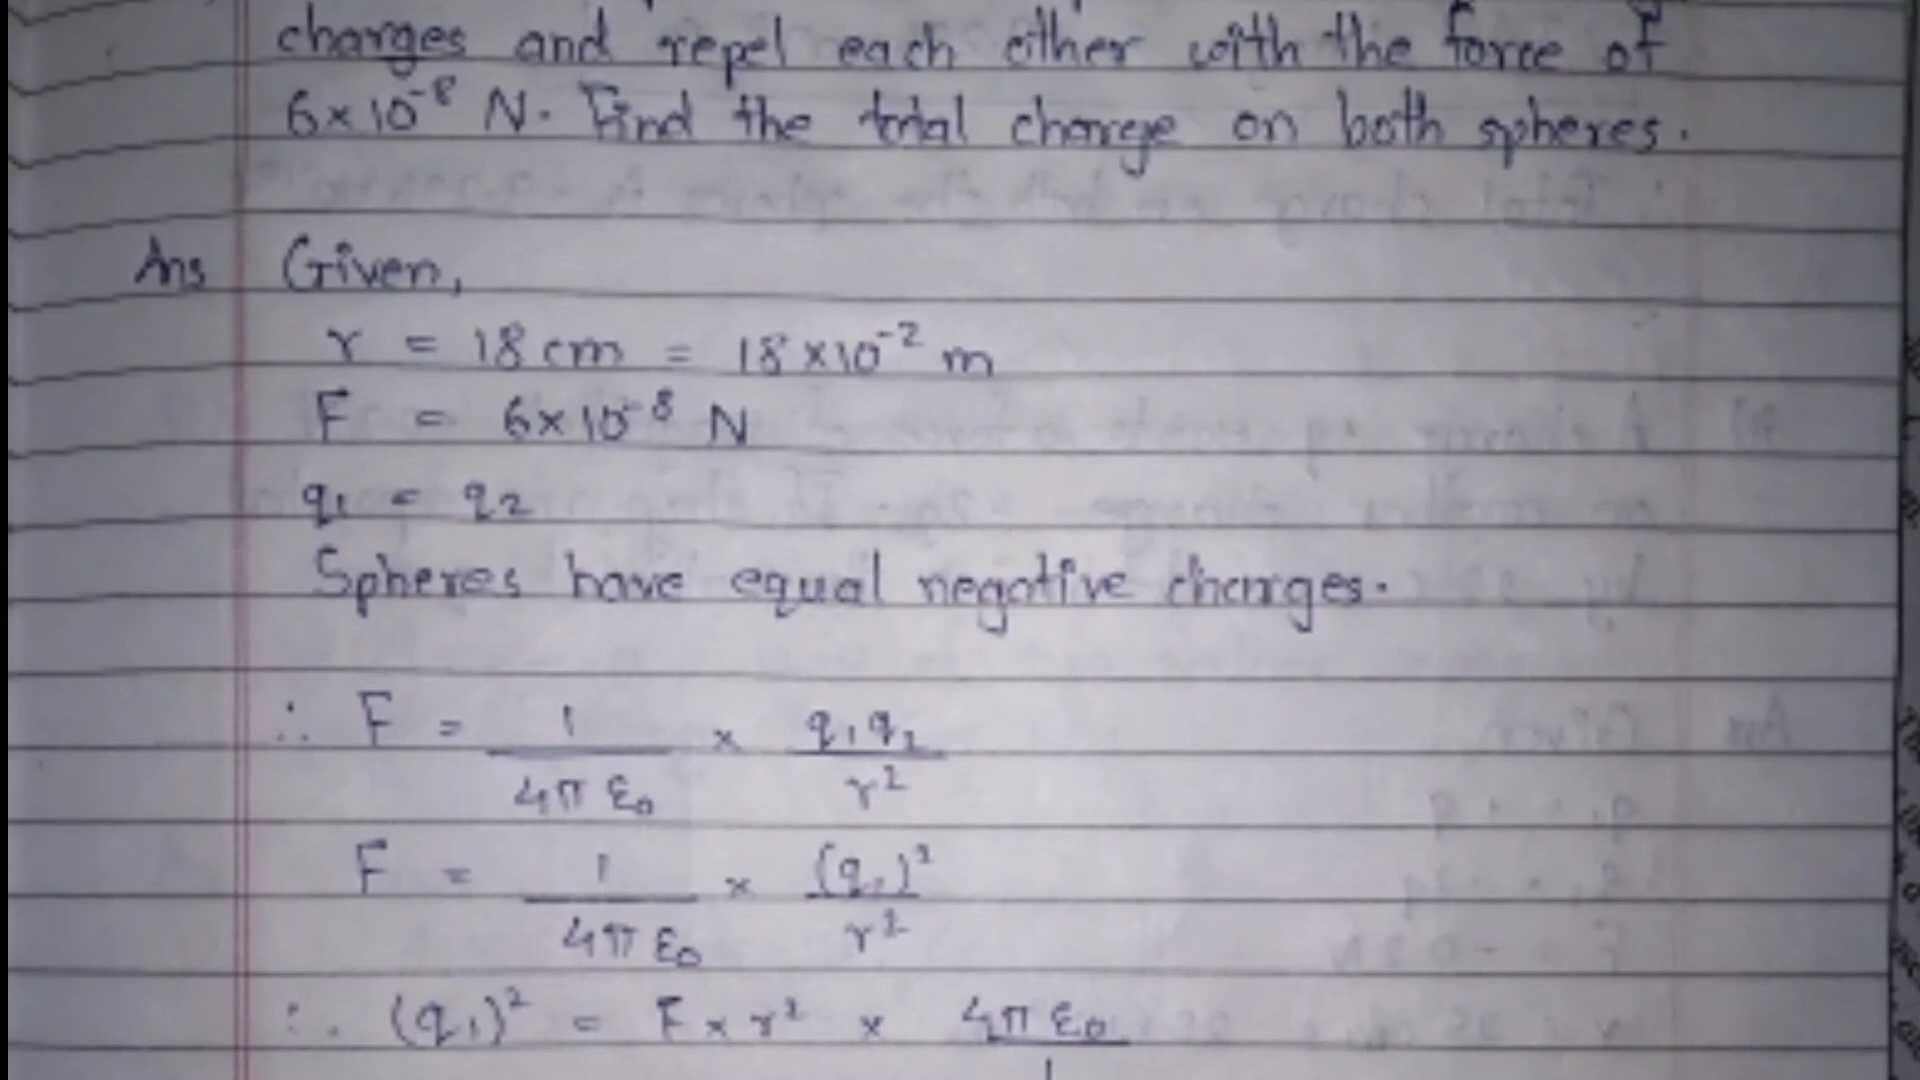 charges and repel each other with the force of
6×10⁻⁸ N. Find the total charge on both spheres.
Ans Given,
r = 18 cm = 18×10⁻² m
F = 6×10⁻⁸ N
q₁ = q₂
Spheres have equal negative charges.
∴ F = 1/4π ε₀ × q₁q₂/r²
F = 1/4π ε₀ × (q₁)²/r²
∴ (q₁)² = F × r² × 4π ε₀/1